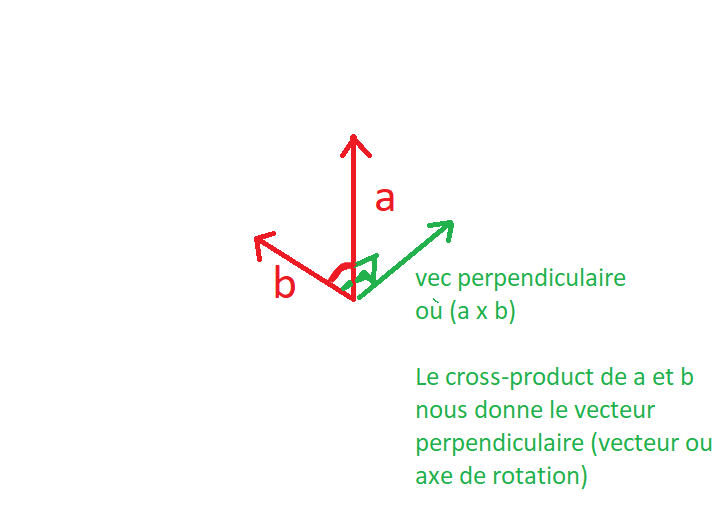 a
b
vec perpendiculaire
où (a x b)
Le cross-product de a et b
nous donne le vecteur
perpendiculaire (vecteur ou
axe de rotation)